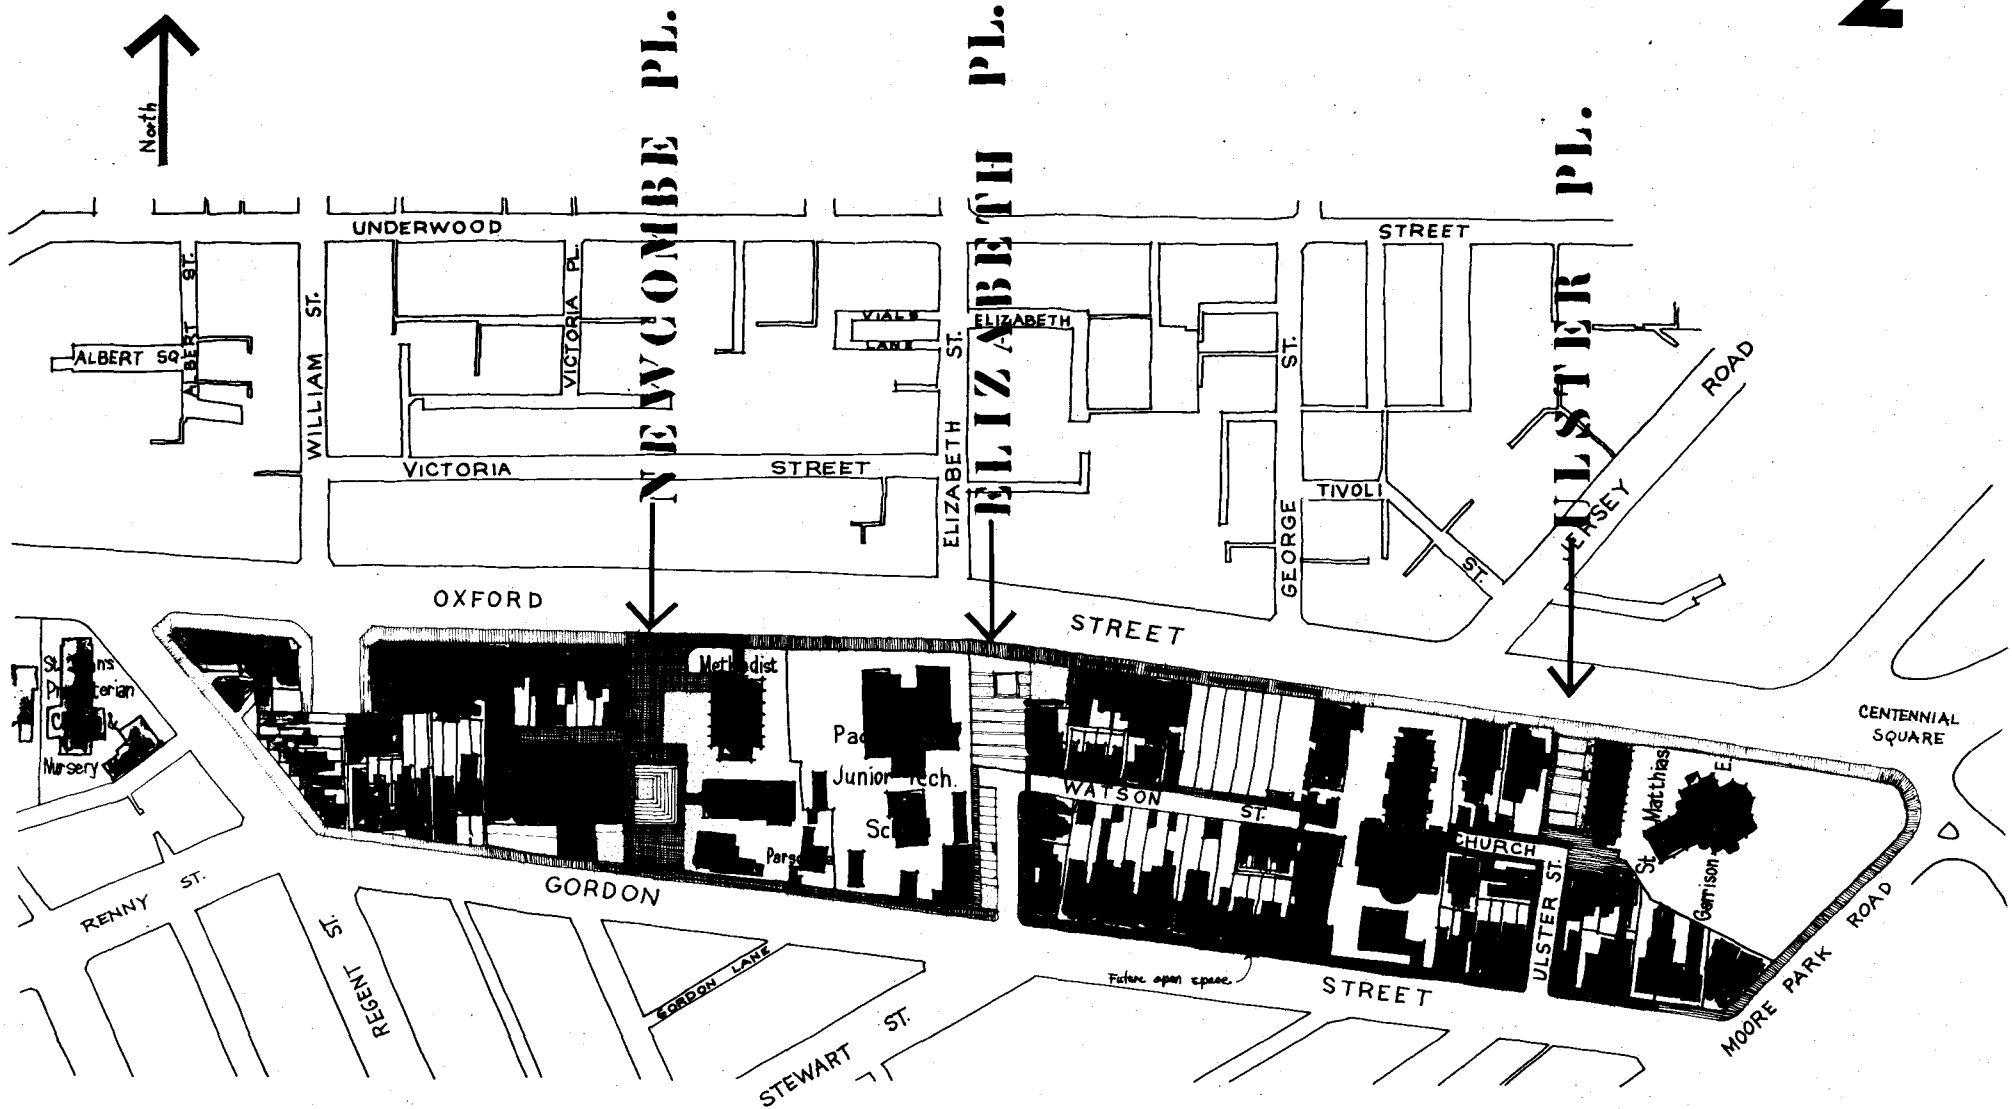 North
NEWCOMBE PL.
ELIZABETH PL.
ULSTER PL.
UNDERWOOD STREET
ALBERT ST.
ALBERT SQ
ALBERT
WILLIAM ST.
VICTORIA PL.
VIALS
LANE
ELIZABETH
ELIZABETH ST.
GEORGE ST.
VICTORIA STREET
TIVOLI ST.
JERSEY ROAD
OXFORD STREET
CENTENNIAL
SQUARE
Nursery
Methodist
Junior Tech.
WATSON ST.
CHURCH
ULSTER ST.
St Matthias
Garrison
GORDON STREET
RENNY ST.
REGENT ST.
GORDON LANE
STEWART ST.
Future open space
MOORE PARK ROAD